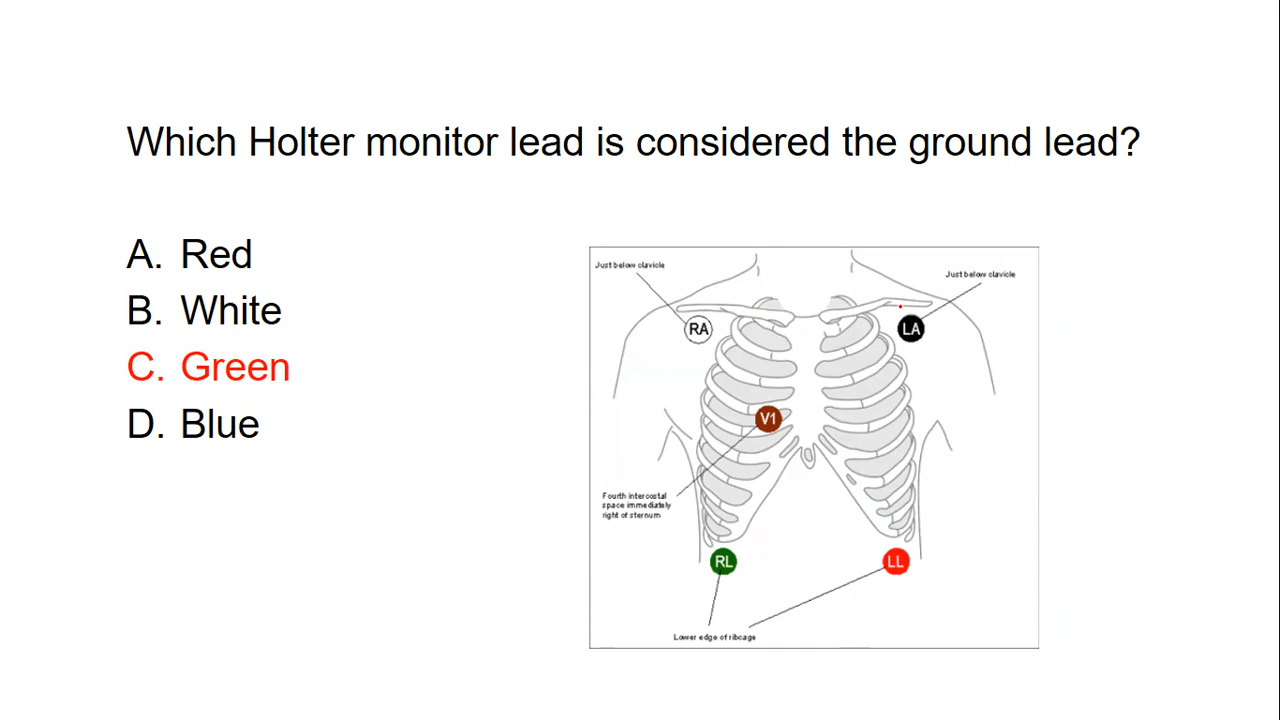 Which Holter monitor lead is considered the ground lead?
A. Red
B. White
C. Green
D. Blue
Just below clavicle
Just below clavicle
RA
LA
V1
Fourth intercostal
space immediately
right of sternum
RL
LL
Lower edge of ribcage